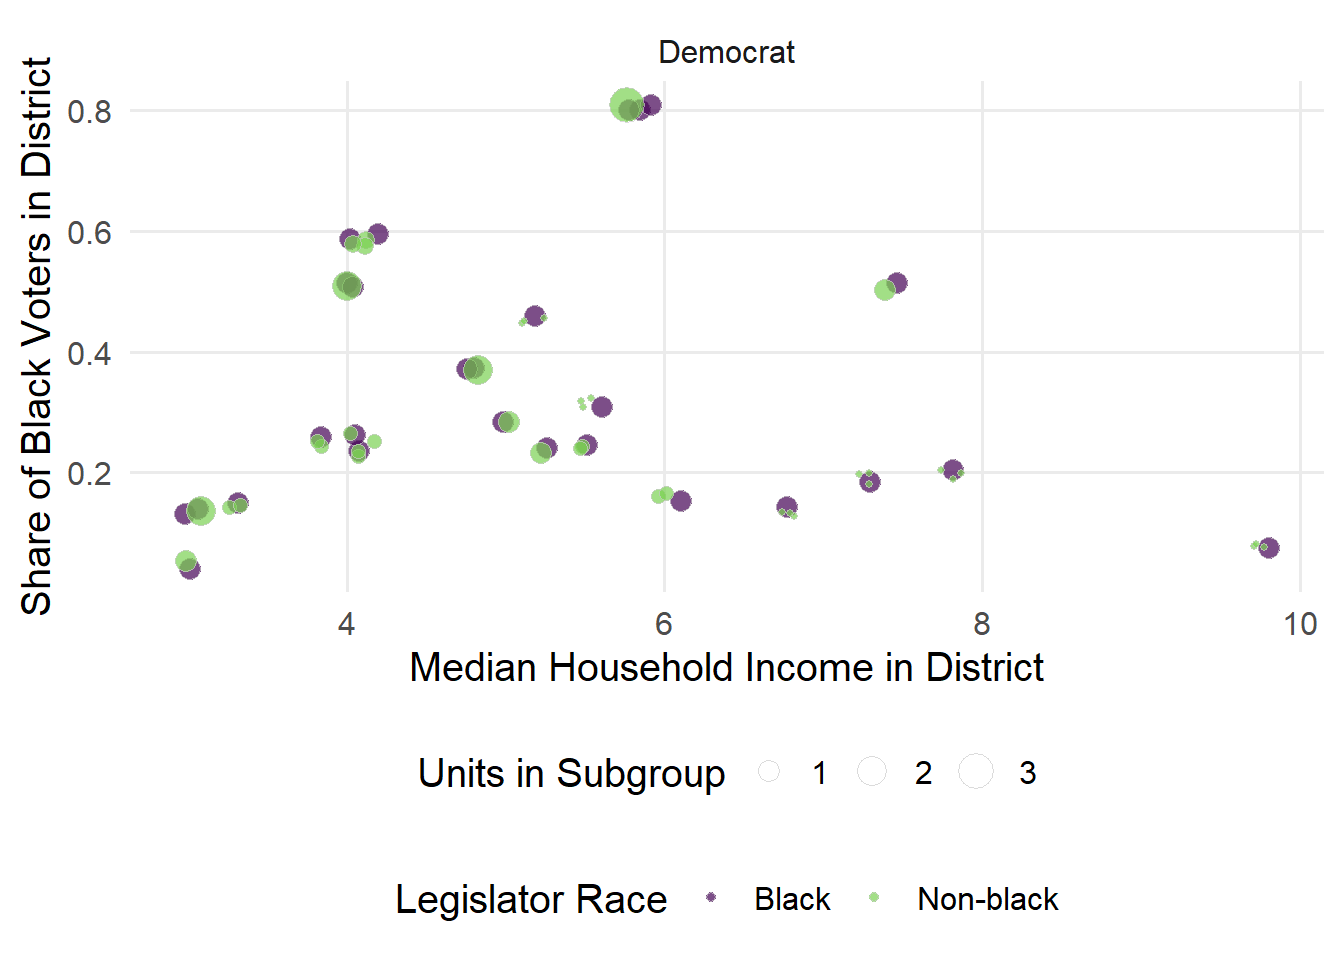 Democrat
Share of Black Voters in District
0.8
0.6
0.4
0.2
4 6 8 10
Median Household Income in District
Units in Subgroup 1 2 3
Legislator Race Black Non-black